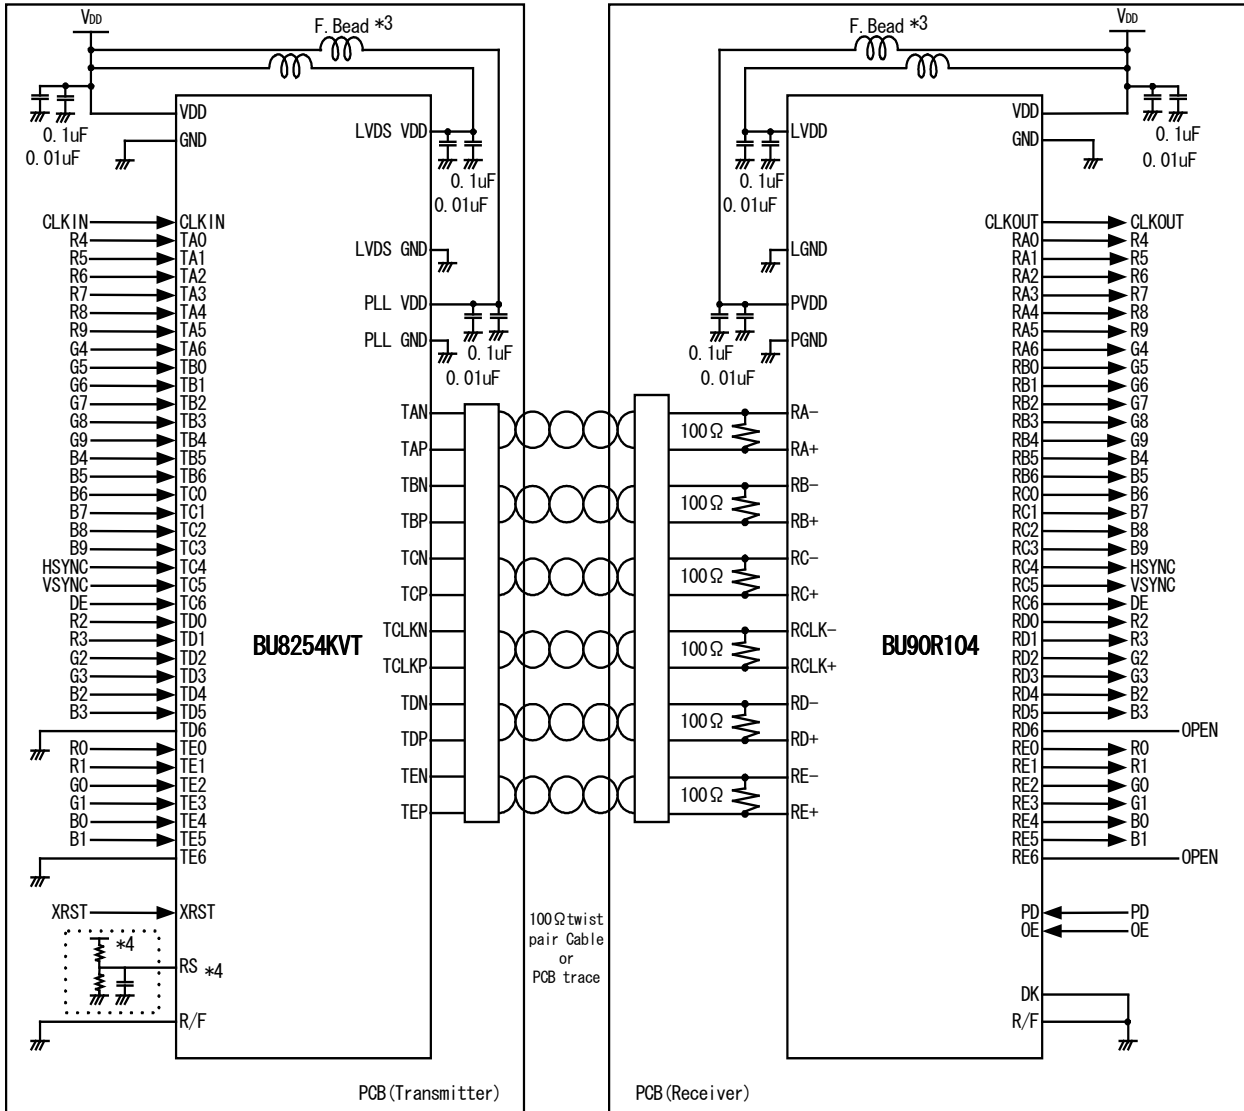 VDD
F. Bead *3
0.1uF
0.01uF
VDD
GND
LVDS VDD
0.1uF
0.01uF
LVDS GND
PLL VDD
PLL GND
0.1uF
0.01uF
CLKIN CLKIN
R4 TA0
R5 TA1
R6 TA2
R7 TA3
R8 TA4
R9 TA5
G4 TA6
G5 TB0
G6 TB1
G7 TB2
G8 TB3
G9 TB4
B4 TB5
B5 TB6
B6 TC0
B7 TC1
B8 TC2
B9 TC3
HSYNC TC4
VSYNC TC5
DE TC6
R2 TD0
R3 TD1
G2 TD2
G3 TD3
B2 TD4
B3 TD5
TD6
R0 TE0
R1 TE1
G0 TE2
G1 TE3
B0 TE4
B1 TE5
TE6
XRST XRST
*4
RS *4
R/F
BU8254KVT
TAN
TAP
TBN
TBP
TCN
TCP
TCLKN
TCLKP
TDN
TDP
TEN
TEP
PCB(Transmitter)
100Ωtwist
pair Cable
or
PCB trace
VDD
F. Bead *3
0.1uF
0.01uF
VDD
GND
LVDD
0.1uF
0.01uF
LGND
PVDD
PGND
0.1uF
0.01uF
100Ω
RA-
RA+
100Ω
RB-
RB+
100Ω
RC-
RC+
100Ω
RCLK-
RCLK+
100Ω
RD-
RD+
100Ω
RE-
RE+
BU90R104
CLKOUT CLKOUT
RA0 R4
RA1 R5
RA2 R6
RA3 R7
RA4 R8
RA5 R9
RA6 G4
RB0 G5
RB1 G6
RB2 G7
RB3 G8
RB4 G9
RB5 B4
RB6 B5
RC0 B6
RC1 B7
RC2 B8
RC3 B9
RC4 HSYNC
RC5 VSYNC
RC6 DE
RD0 R2
RD1 R3
RD2 G2
RD3 G3
RD4 B2
RD5 B3
RD6 OPEN
RE0 R0
RE1 R1
RE2 G0
RE3 G1
RE4 B0
RE5 B1
RE6 OPEN
PD PD
OE OE
DK
R/F
PCB(Receiver)